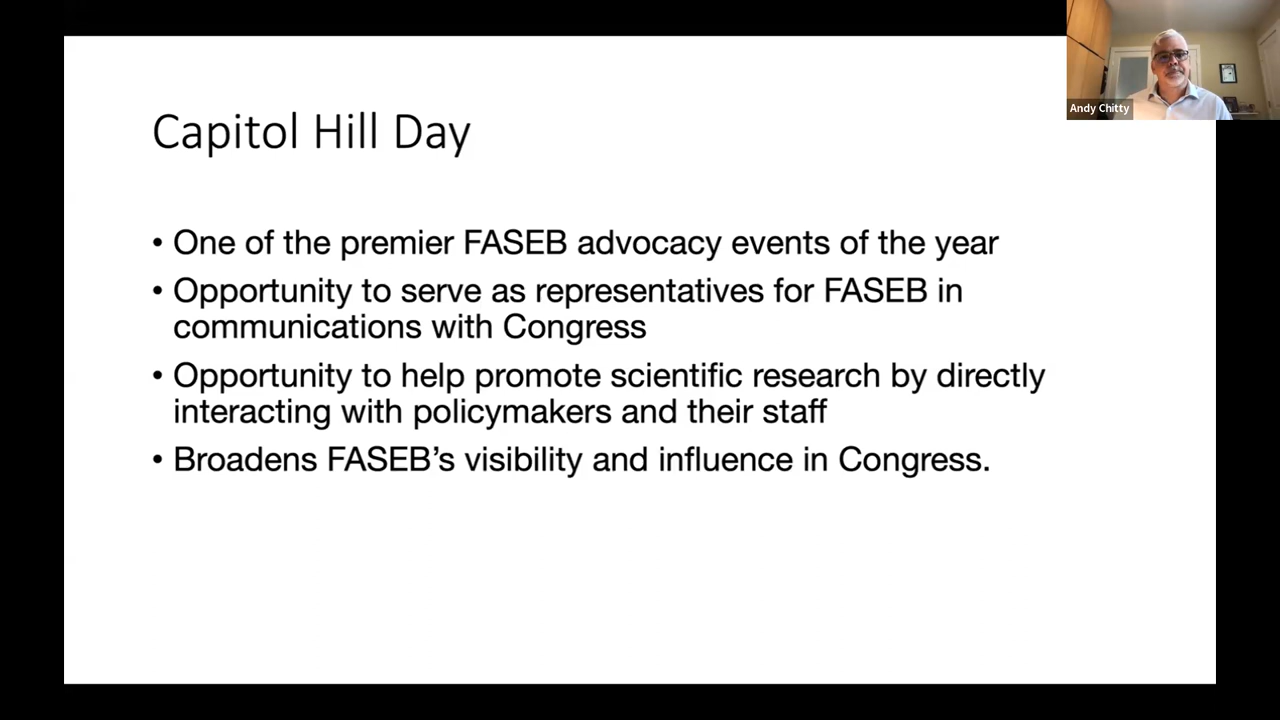 Andy Chitty
Capitol Hill Day
• One of the premier FASEB advocacy events of the year
• Opportunity to serve as representatives for FASEB in
communications with Congress
• Opportunity to help promote scientific research by directly
interacting with policymakers and their staff
• Broadens FASEB’s visibility and influence in Congress.